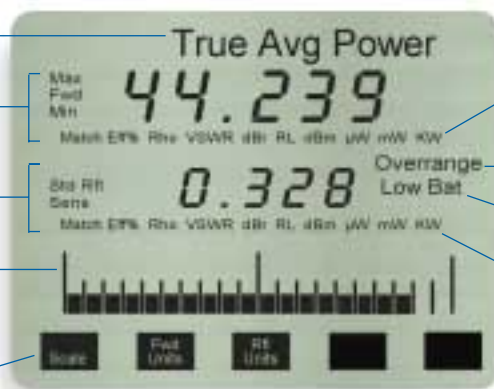 True Avg Power
Max
Fwd
Min
44.239
Match Eff% Rho VSWR dBr RL dBm µW mW KW
Overrange
Std Rfl
Sens
0.328
Low Bat
Match Eff% Rho VSWR dBr RL dBm µW mW KW
Scale
Fwd
Units
Rfl
Units